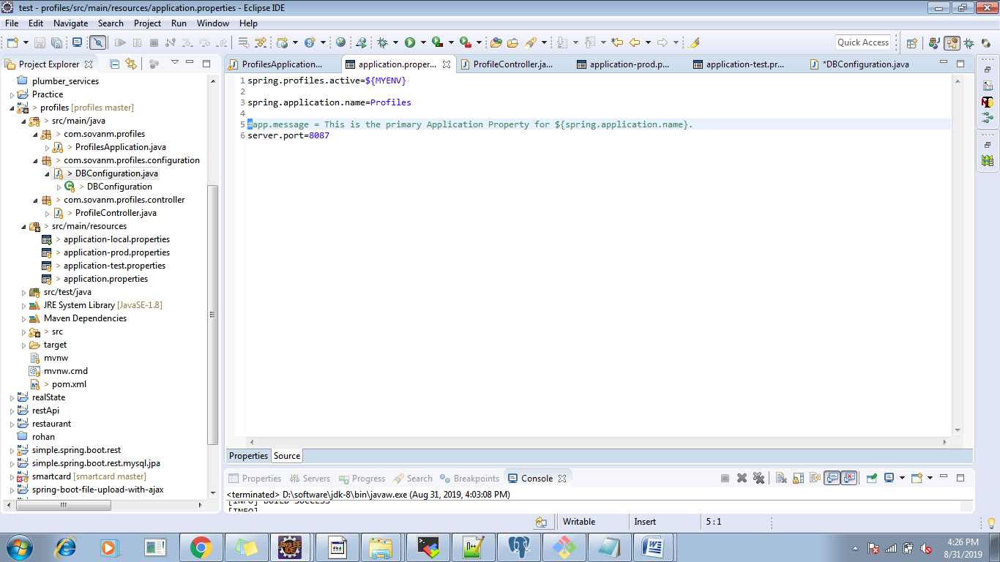 test - profiles/src/main/resources/application.properties - Eclipse IDE
File Edit Navigate Search Project Run Window Help
Quick Access
Project Explorer
plumber_services
Practice
> profiles [profiles master]
> src/main/java
> com.sovanm.profiles
> ProfilesApplication.java
> com.sovanm.profiles.configuration
> DBConfiguration.java
> DBConfiguration
> com.sovanm.profiles.controller
> ProfileController.java
> src/main/resources
> application-local.properties
> application-prod.properties
> application-test.properties
> application.properties
src/test/java
JRE System Library [JavaSE-1.8]
Maven Dependencies
> src
target
mvnw
mvnw.cmd
> pom.xml
realState
restApi
restaurant
rohan
simple.spring.boot.rest
simple.spring.boot.rest.mysql.jpa
smartcard [smartcard master]
spring-boot-file-upload-with-ajax
ProfilesApplication... application.proper... ProfileController.ja... application-prod.p... application-test.pr... *DBConfiguration.java
1 spring.profiles.active=${MYENV}
2
3 spring.application.name=Profiles
4
5 #app.message = This is the primary Application Property for ${spring.application.name}.
6 server.port=8087
Properties Source
Properties Servers Progress Search Breakpoints Console
<terminated> D:\software\jdk-8\bin\javaw.exe (Aug 31, 2019, 4:03:08 PM)
[INFO] BUILD SUCCESS
[INFO]
Writable Insert 5 : 1
Java EE
IDE
4:26 PM
8/31/2019